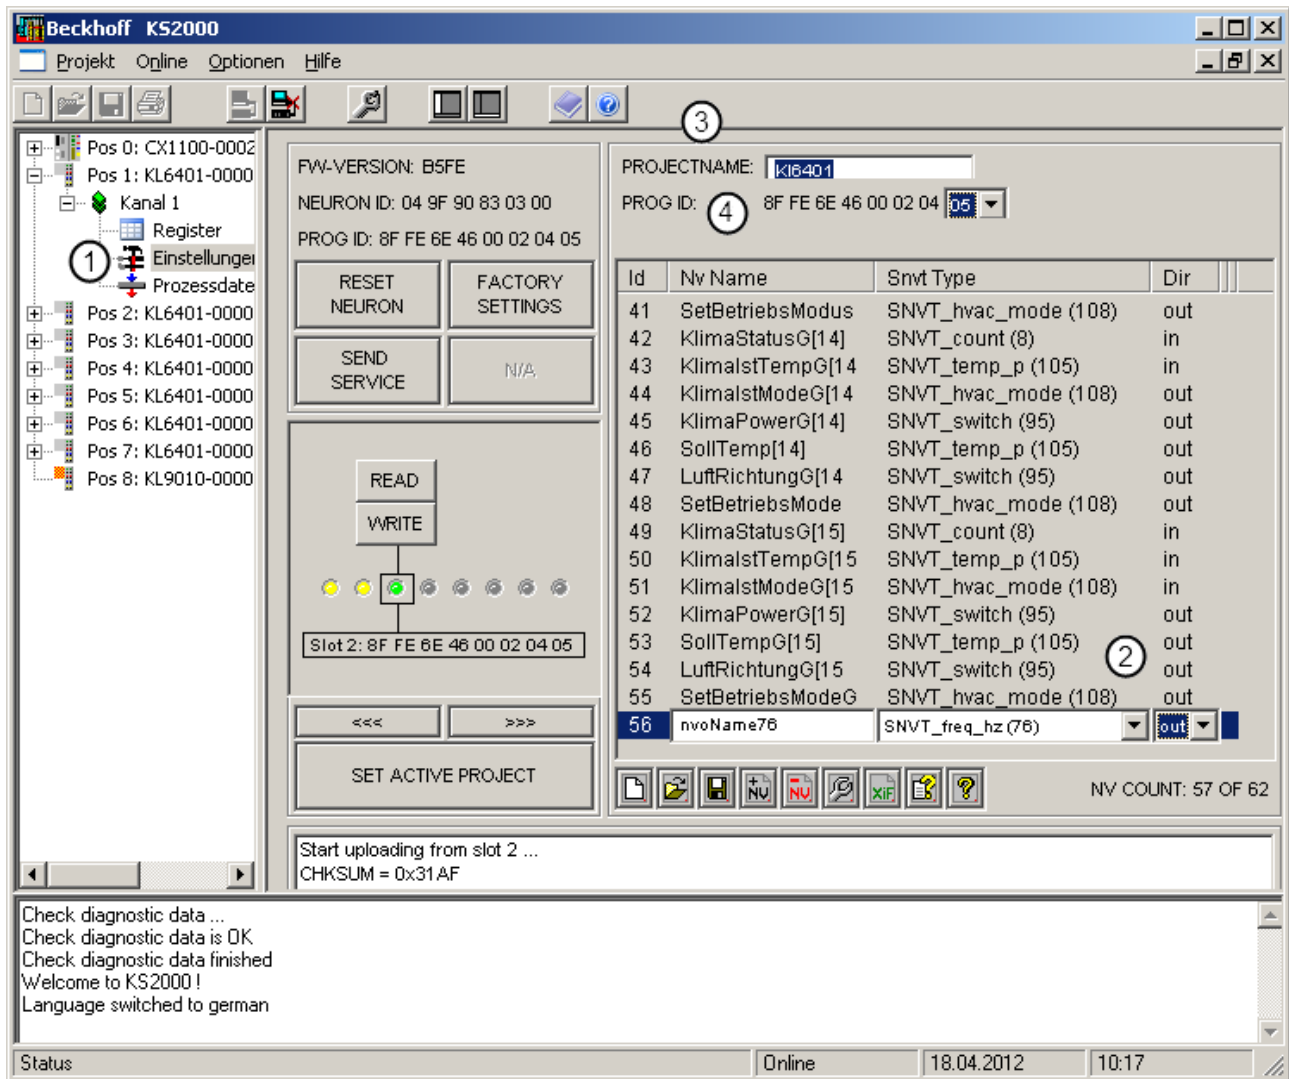 Beckhoff KS2000
Projekt Online Optionen Hilfe
3
Pos 0: CX1100-0002
Pos 1: KL6401-0000
Kanal 1
Register
1
Einstellunger
Prozessdate
Pos 2: KL6401-0000
Pos 3: KL6401-0000
Pos 4: KL6401-0000
Pos 5: KL6401-0000
Pos 6: KL6401-0000
Pos 7: KL6401-0000
Pos 8: KL9010-0000
FW-VERSION: B5FE
NEURON ID: 04 9F 90 83 03 00
PROG ID: 8F FE 6E 46 00 02 04 05
RESET NEURON
FACTORY SETTINGS
SEND SERVICE
N/A
READ
WRITE
Slot 2: 8F FE 6E 46 00 02 04 05
<<< >>>
SET ACTIVE PROJECT
PROJECTNAME: Kl6401
PROG ID: 4 8F FE 6E 46 00 02 04 05
Id Nv Name Snvt Type Dir
41 SetBetriebsModus SNVT_hvac_mode (108) out
42 KlimaStatusG[14] SNVT_count (8) in
43 KlimaIstTempG[14 SNVT_temp_p (105) in
44 KlimaIstModeG[14 SNVT_hvac_mode (108) out
45 KlimaPowerG[14] SNVT_switch (95) out
46 SollTemp[14] SNVT_temp_p (105) out
47 LuftRichtungG[14 SNVT_switch (95) out
48 SetBetriebsMode SNVT_hvac_mode (108) out
49 KlimaStatusG[15] SNVT_count (8) in
50 KlimaIstTempG[15 SNVT_temp_p (105) in
51 KlimaIstModeG[15 SNVT_hvac_mode (108) in
52 KlimaPowerG[15] SNVT_switch (95) out
53 SollTempG[15] SNVT_temp_p (105) out
2
54 LuftRichtungG[15 SNVT_switch (95) out
55 SetBetriebsModeG SNVT_hvac_mode (108) out
56 nvoName76 SNVT_freq_hz (76) out
+ NV NV XiF ? ? NV COUNT: 57 OF 62
Start uploading from slot 2 ...
CHKSUM = 0x31AF
Check diagnostic data ...
Check diagnostic data is OK
Check diagnostic data finished
Welcome to KS2000 !
Language switched to german
Status Online 18.04.2012 10:17